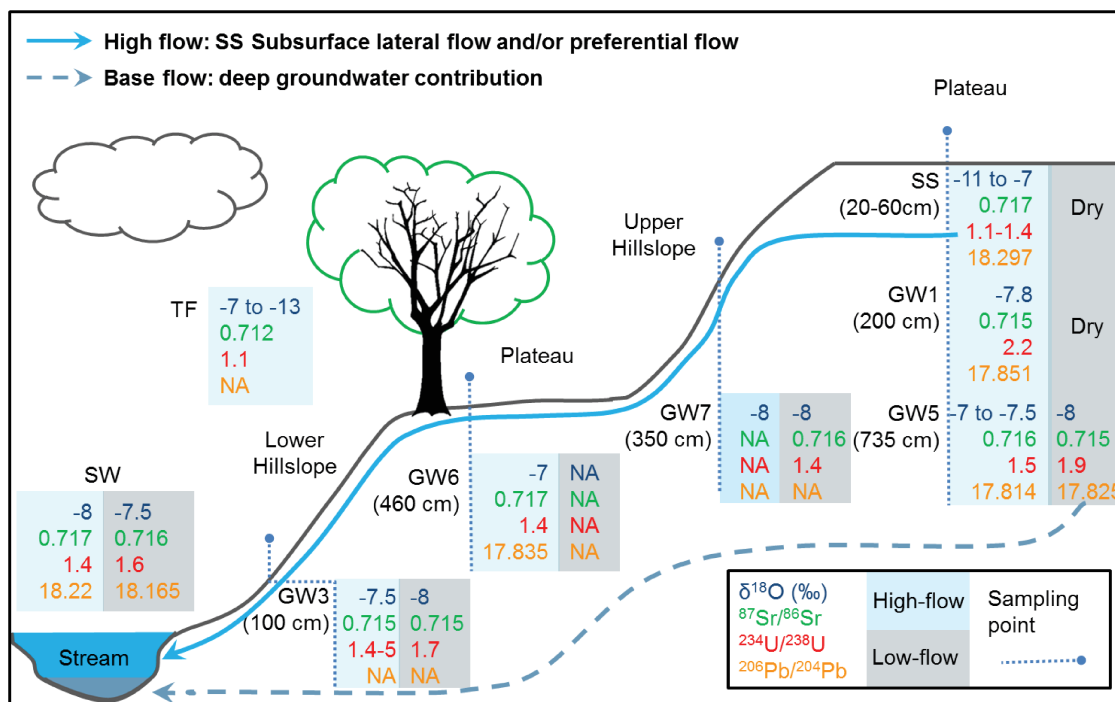 High flow: SS Subsurface lateral flow and/or preferential flow
Base flow: deep groundwater contribution
Plateau
SS
(20-60cm)
-11 to -7
0.717
1.1-1.4
18.297
Dry
GW1
(200 cm)
-7.8
0.715
2.2
17.851
Dry
GW5
(735 cm)
-7 to -7.5
0.716
1.5
17.814
-8
0.715
1.9
17.825
Upper
Hillslope
GW7
(350 cm)
-8
NA
NA
NA
-8
0.716
1.4
NA
TF
-7 to -13
0.712
1.1
NA
Plateau
GW6
(460 cm)
-7
0.717
1.4
17.835
NA
NA
NA
NA
Lower
Hillslope
GW3
(100 cm)
-7.5
0.715
1.4-5
NA
-8
0.715
1.7
NA
SW
-8
0.717
1.4
18.22
-7.5
0.716
1.6
18.165
Stream
δ¹⁸O (‰)
⁸⁷Sr/⁸⁶Sr
²³⁴U/²³⁸U
²⁰⁶Pb/²⁰⁴Pb
High-flow
Low-flow
Sampling
point